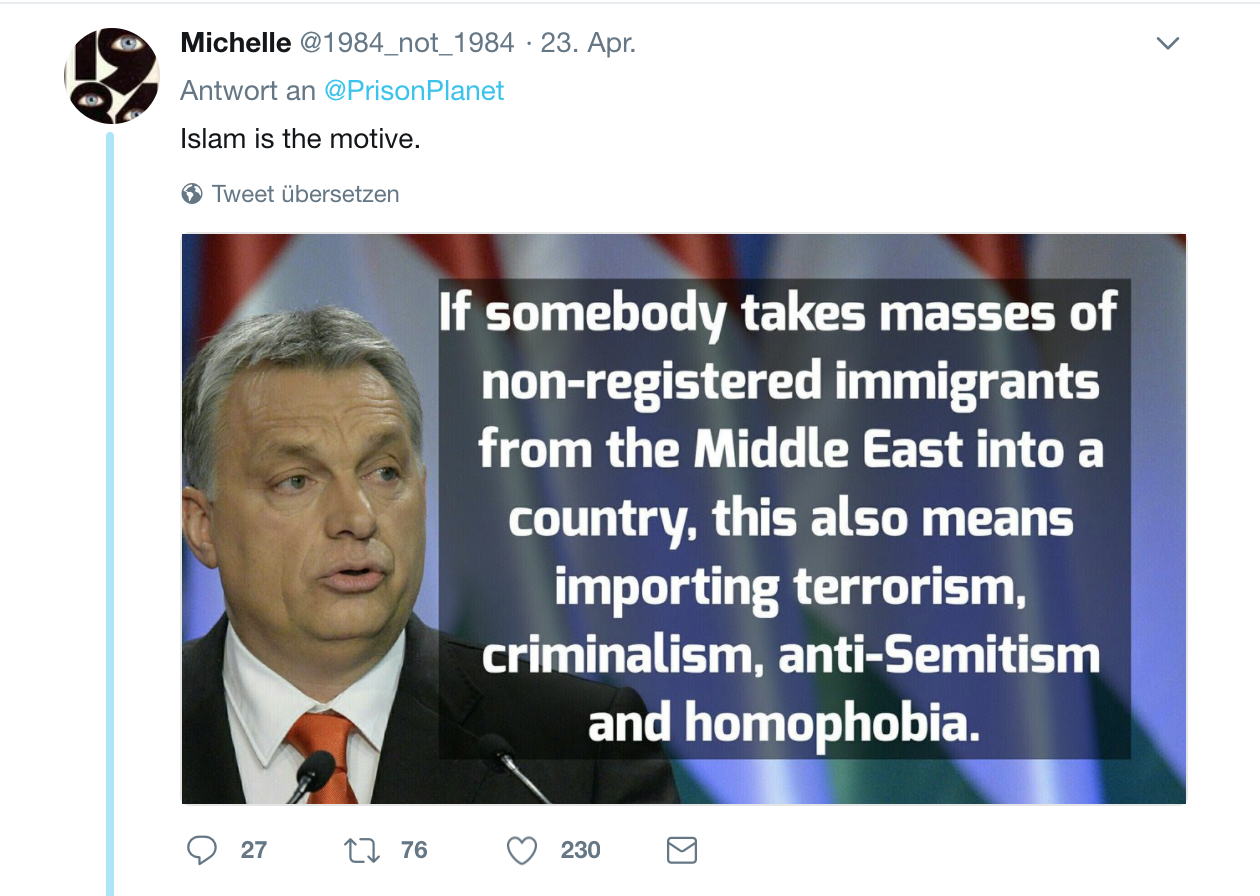 Michelle @1984_not_1984 · 23. Apr.
Antwort an @PrisonPlanet
Islam is the motive.
Tweet übersetzen
If somebody takes masses of
non-registered immigrants
from the Middle East into a
country, this also means
importing terrorism,
criminalism, anti-Semitism
and homophobia.
27 76 230